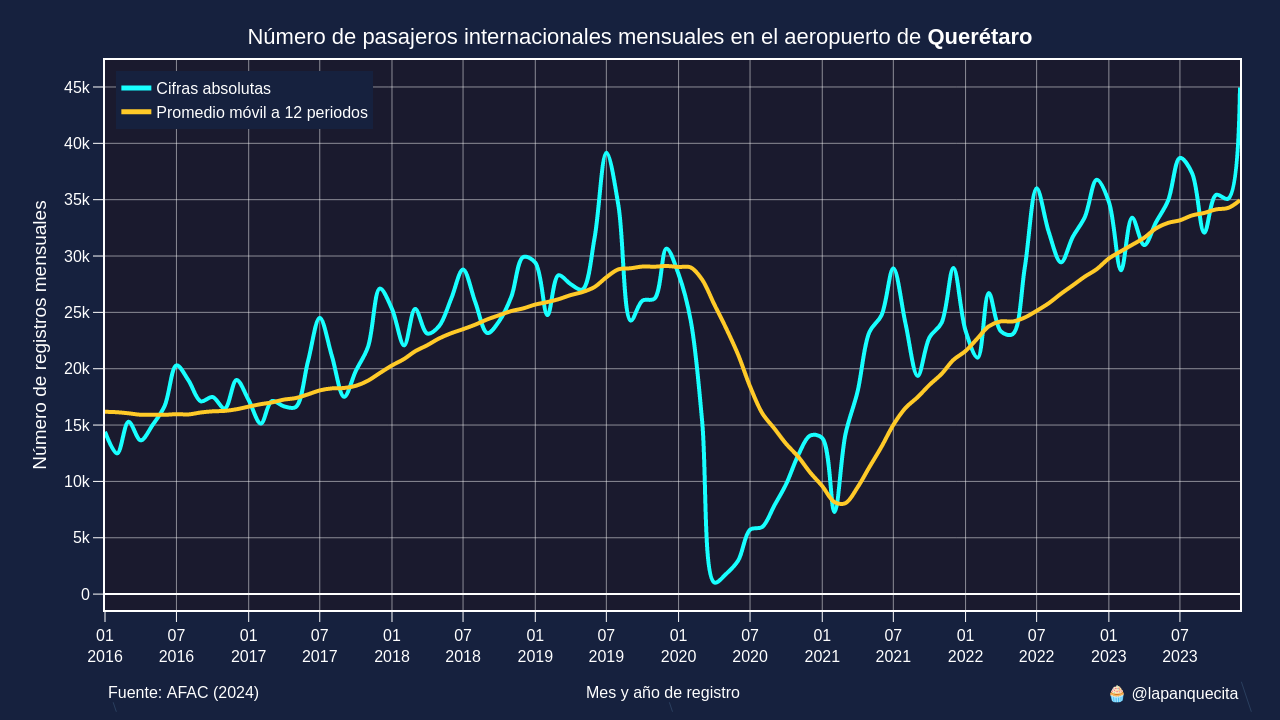 Número de pasajeros internacionales mensuales en el aeropuerto de Querétaro
Cifras absolutas
Promedio móvil a 12 periodos
Número de registros mensuales
45k
40k
35k
30k
25k
20k
15k
10k
5k
0
01 07 01 07 01 07 01 07 01 07 01 07 01 07 01 07
2016 2016 2017 2017 2018 2018 2019 2019 2020 2020 2021 2021 2022 2022 2023 2023
Fuente: AFAC (2024) Mes y año de registro 🧁 @lapanquecita